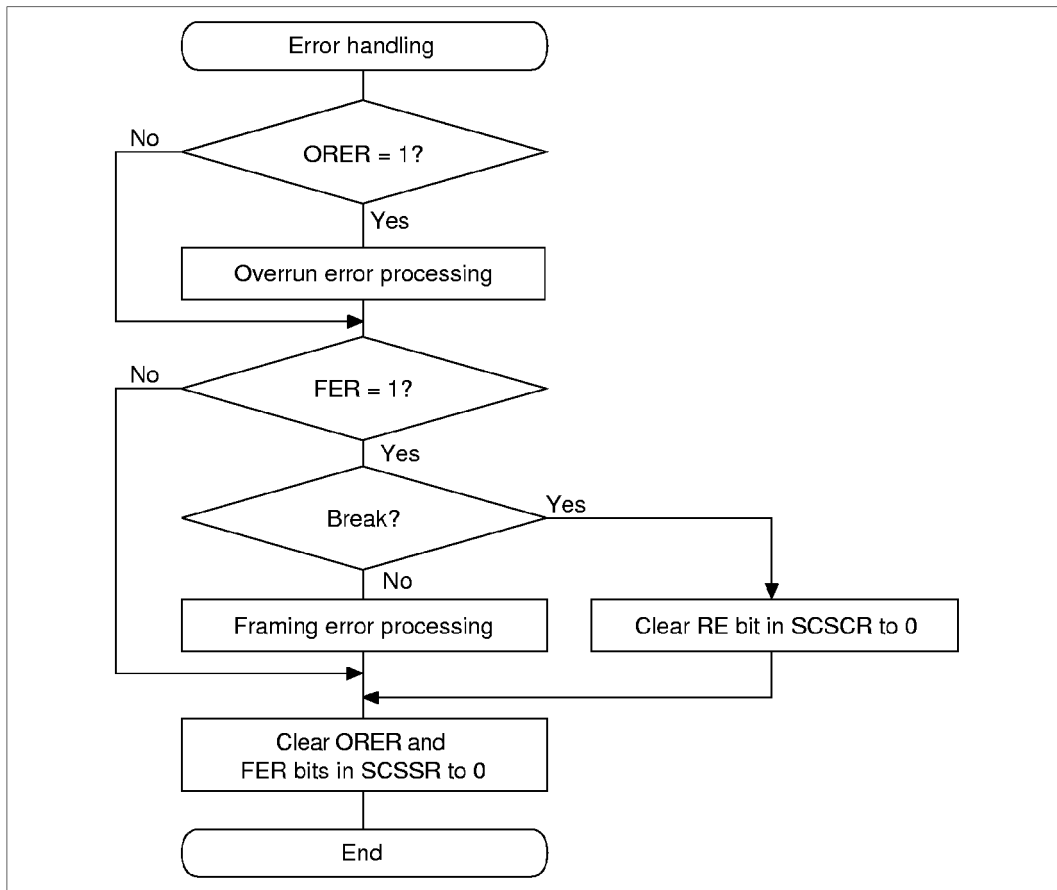 Error handling
No
ORER = 1?
Yes
Overrun error processing
No
FER = 1?
Yes
Break?
Yes
No
Framing error processing
Clear RE bit in SCSCR to 0
Clear ORER and
FER bits in SCSSR to 0
End